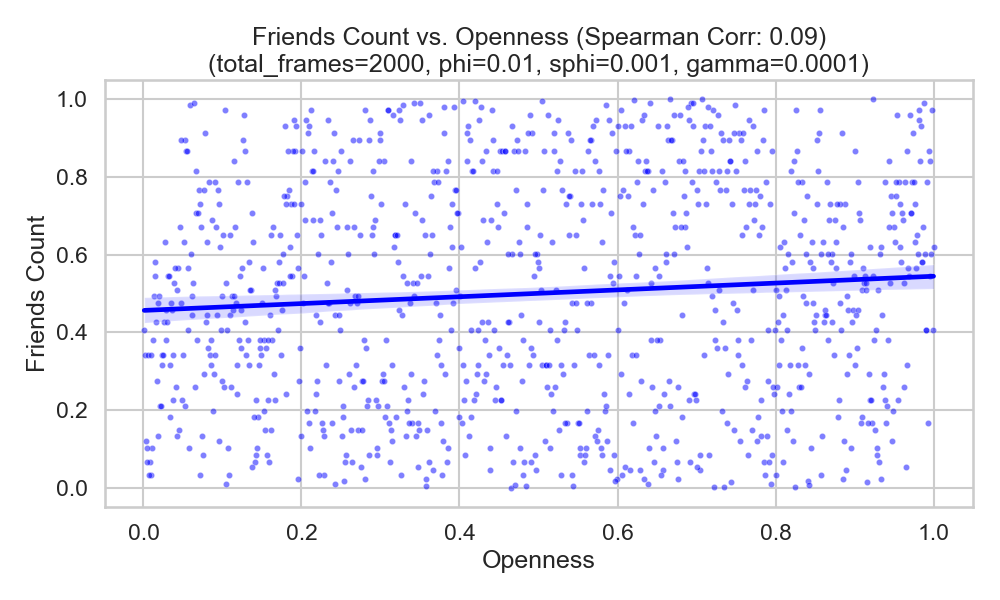 Friends Count vs. Openness (Spearman Corr: 0.09)
(total_frames=2000, phi=0.01, sphi=0.001, gamma=0.0001)
Friends Count
1.0
0.8
0.6
0.4
0.2
0.0
0.0 0.2 0.4 0.6 0.8 1.0
Openness